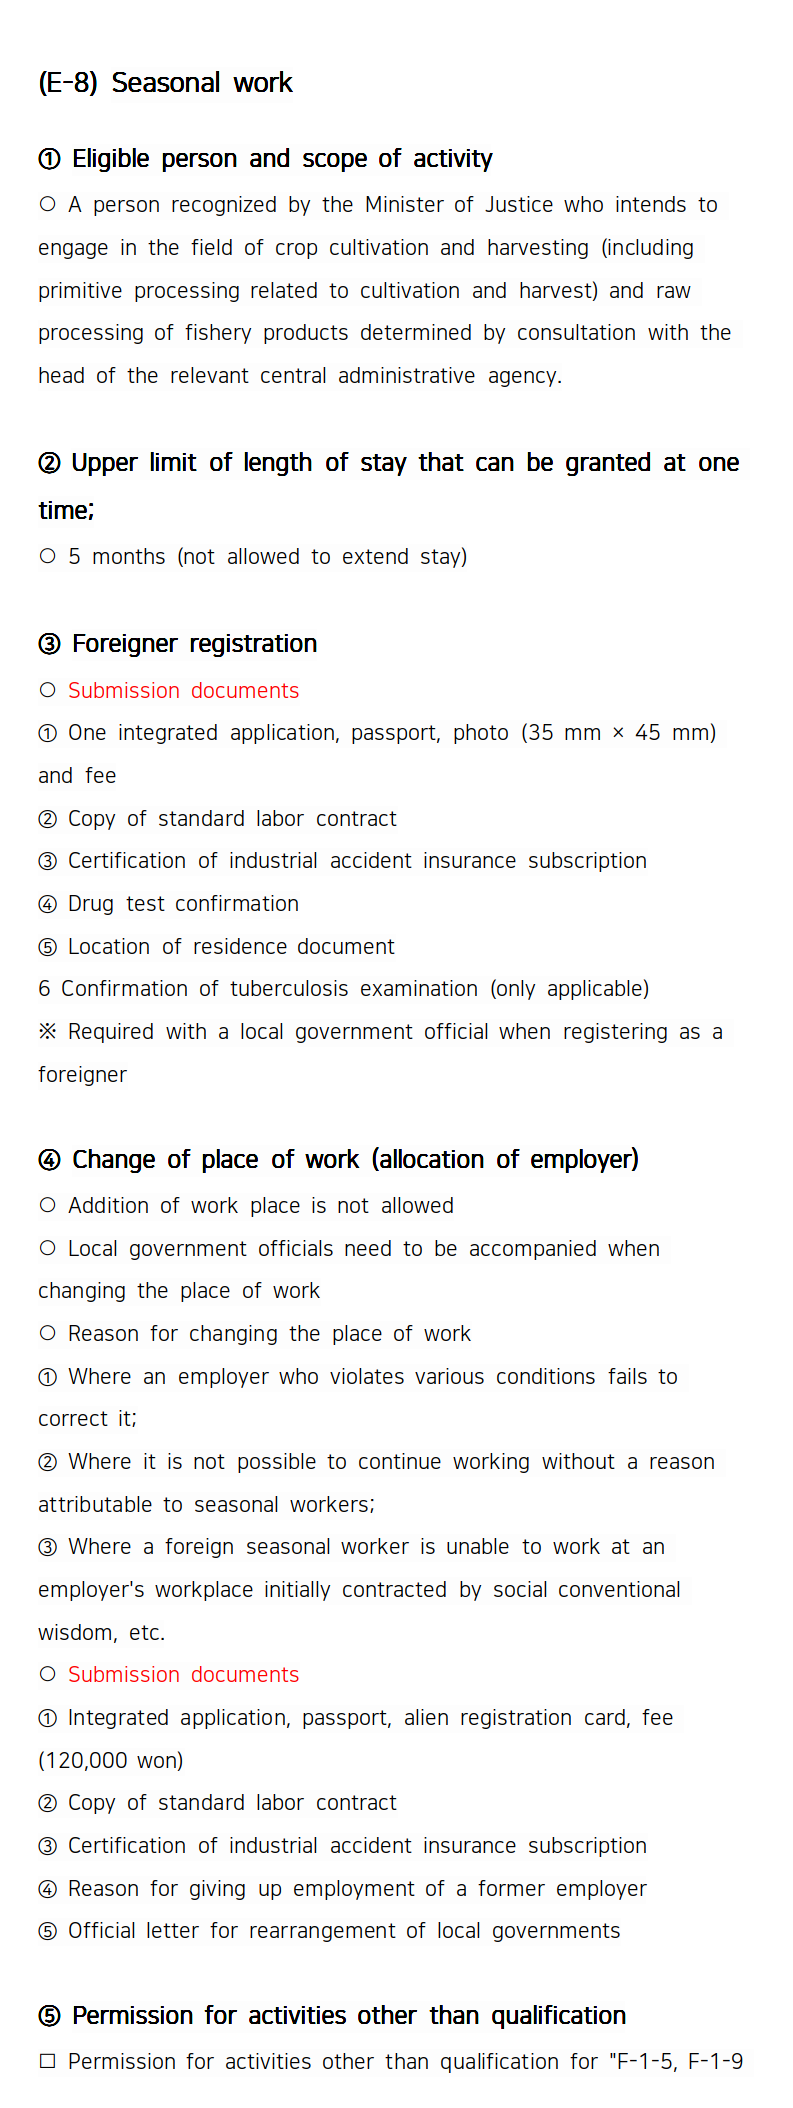 (E-8) Seasonal work
① Eligible person and scope of activity
○ A person recognized by the Minister of Justice who intends to
engage in the field of crop cultivation and harvesting (including
primitive processing related to cultivation and harvest) and raw
processing of fishery products determined by consultation with the
head of the relevant central administrative agency.
② Upper limit of length of stay that can be granted at one
time;
○ 5 months (not allowed to extend stay)
③ Foreigner registration
○ Submission documents
① One integrated application, passport, photo (35 mm × 45 mm)
and fee
② Copy of standard labor contract
③ Certification of industrial accident insurance subscription
④ Drug test confirmation
⑤ Location of residence document
6 Confirmation of tuberculosis examination (only applicable)
※ Required with a local government official when registering as a
foreigner
④ Change of place of work (allocation of employer)
○ Addition of work place is not allowed
○ Local government officials need to be accompanied when
changing the place of work
○ Reason for changing the place of work
① Where an employer who violates various conditions fails to
correct it;
② Where it is not possible to continue working without a reason
attributable to seasonal workers;
③ Where a foreign seasonal worker is unable to work at an
employer's workplace initially contracted by social conventional
wisdom, etc.
○ Submission documents
① Integrated application, passport, alien registration card, fee
(120,000 won)
② Copy of standard labor contract
③ Certification of industrial accident insurance subscription
④ Reason for giving up employment of a former employer
⑤ Official letter for rearrangement of local governments
⑤ Permission for activities other than qualification
□ Permission for activities other than qualification for "F-1-5, F-1-9